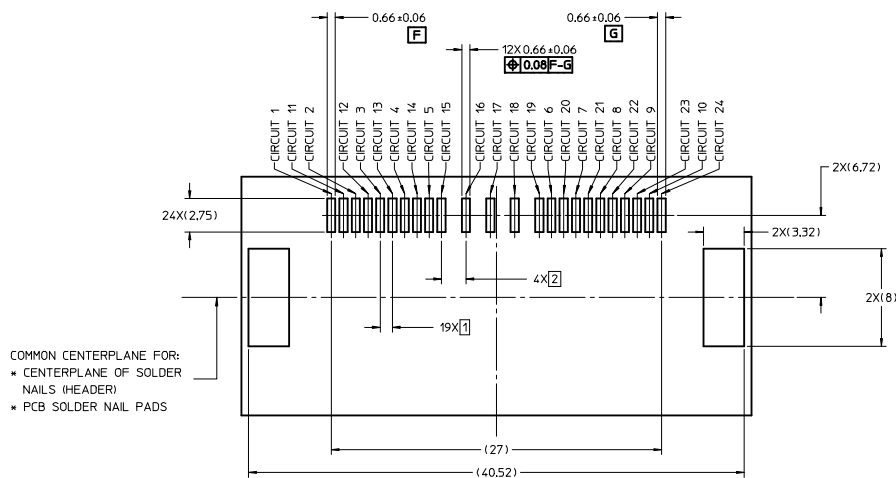 0.66±0.06
F
0.66±0.06
G
12X 0.66±0.06
⌖ 0.08 F-G
CIRCUIT 1
CIRCUIT 11
CIRCUIT 2
CIRCUIT 12
CIRCUIT 3
CIRCUIT 13
CIRCUIT 4
CIRCUIT 14
CIRCUIT 5
CIRCUIT 15
CIRCUIT 16
CIRCUIT 17
CIRCUIT 18
CIRCUIT 19
CIRCUIT 6
CIRCUIT 20
CIRCUIT 7
CIRCUIT 21
CIRCUIT 8
CIRCUIT 22
CIRCUIT 9
CIRCUIT 23
CIRCUIT 10
CIRCUIT 24
2X(6.72)
24X(2.75)
2X(3.32)
4X 2
2X(8)
19X 1
COMMON CENTERPLANE FOR:
* CENTERPLANE OF SOLDER
NAILS (HEADER)
* PCB SOLDER NAIL PADS
(27)
(40.52)